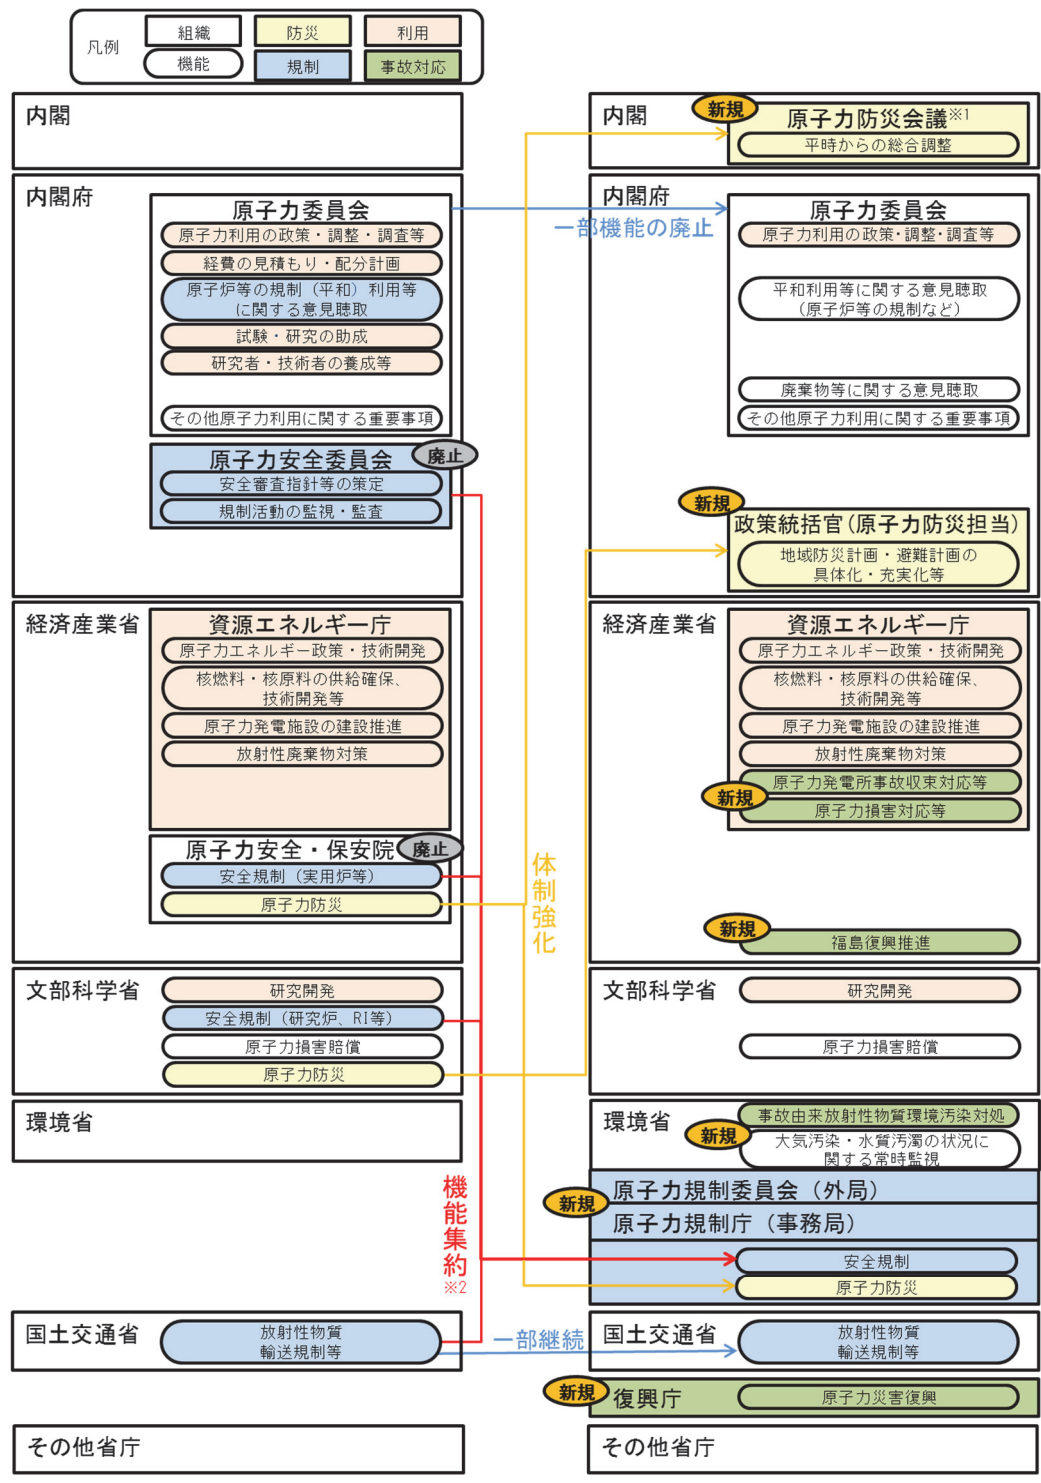 凡例
組織
防災
利用
機能
規制
事故対応
内閣
内閣府
原子力委員会
原子力利用の政策・調整・調査等
経費の見積もり・配分計画
原子炉等の規制（平和）利用等
に関する意見聴取
試験・研究の助成
研究者・技術者の養成等
その他原子力利用に関する重要事項
原子力安全委員会
廃止
安全審査指針等の策定
規制活動の監視・監査
経済産業省
資源エネルギー庁
原子力エネルギー政策・技術開発
核燃料・核原料の供給確保、
技術開発等
原子力発電施設の建設推進
放射性廃棄物対策
原子力安全・保安院
廃止
安全規制（実用炉等）
原子力防災
文部科学省
研究開発
安全規制（研究炉、RI等）
原子力損害賠償
原子力防災
環境省
国土交通省
放射性物質
輸送規制等
その他省庁
一部機能の廃止
体制強化
機能集約
※2
一部継続
内閣
新規
原子力防災会議※1
平時からの総合調整
内閣府
原子力委員会
原子力利用の政策・調整・調査等
平和利用等に関する意見聴取
（原子炉等の規制など）
廃棄物等に関する意見聴取
その他原子力利用に関する重要事項
新規
政策統括官（原子力防災担当）
地域防災計画・避難計画の
具体化・充実化等
経済産業省
資源エネルギー庁
原子力エネルギー政策・技術開発
核燃料・核原料の供給確保、
技術開発等
原子力発電施設の建設推進
放射性廃棄物対策
原子力発電所事故収束対応等
新規
原子力損害対応等
新規
福島復興推進
文部科学省
研究開発
原子力損害賠償
環境省
事故由来放射性物質環境汚染対処
新規
大気汚染・水質汚濁の状況に
関する常時監視
新規
原子力規制委員会（外局）
原子力規制庁（事務局）
安全規制
原子力防災
国土交通省
放射性物質
輸送規制等
新規
復興庁
原子力災害復興
その他省庁